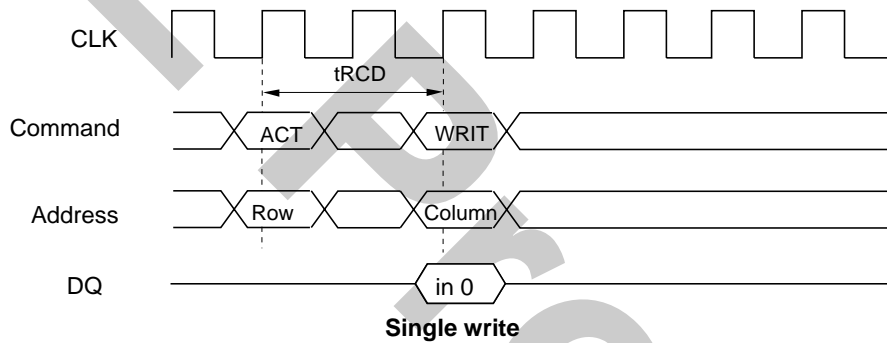 CLK
tRCD
Command ACT WRIT
Address Row Column
DQ in 0
Single write